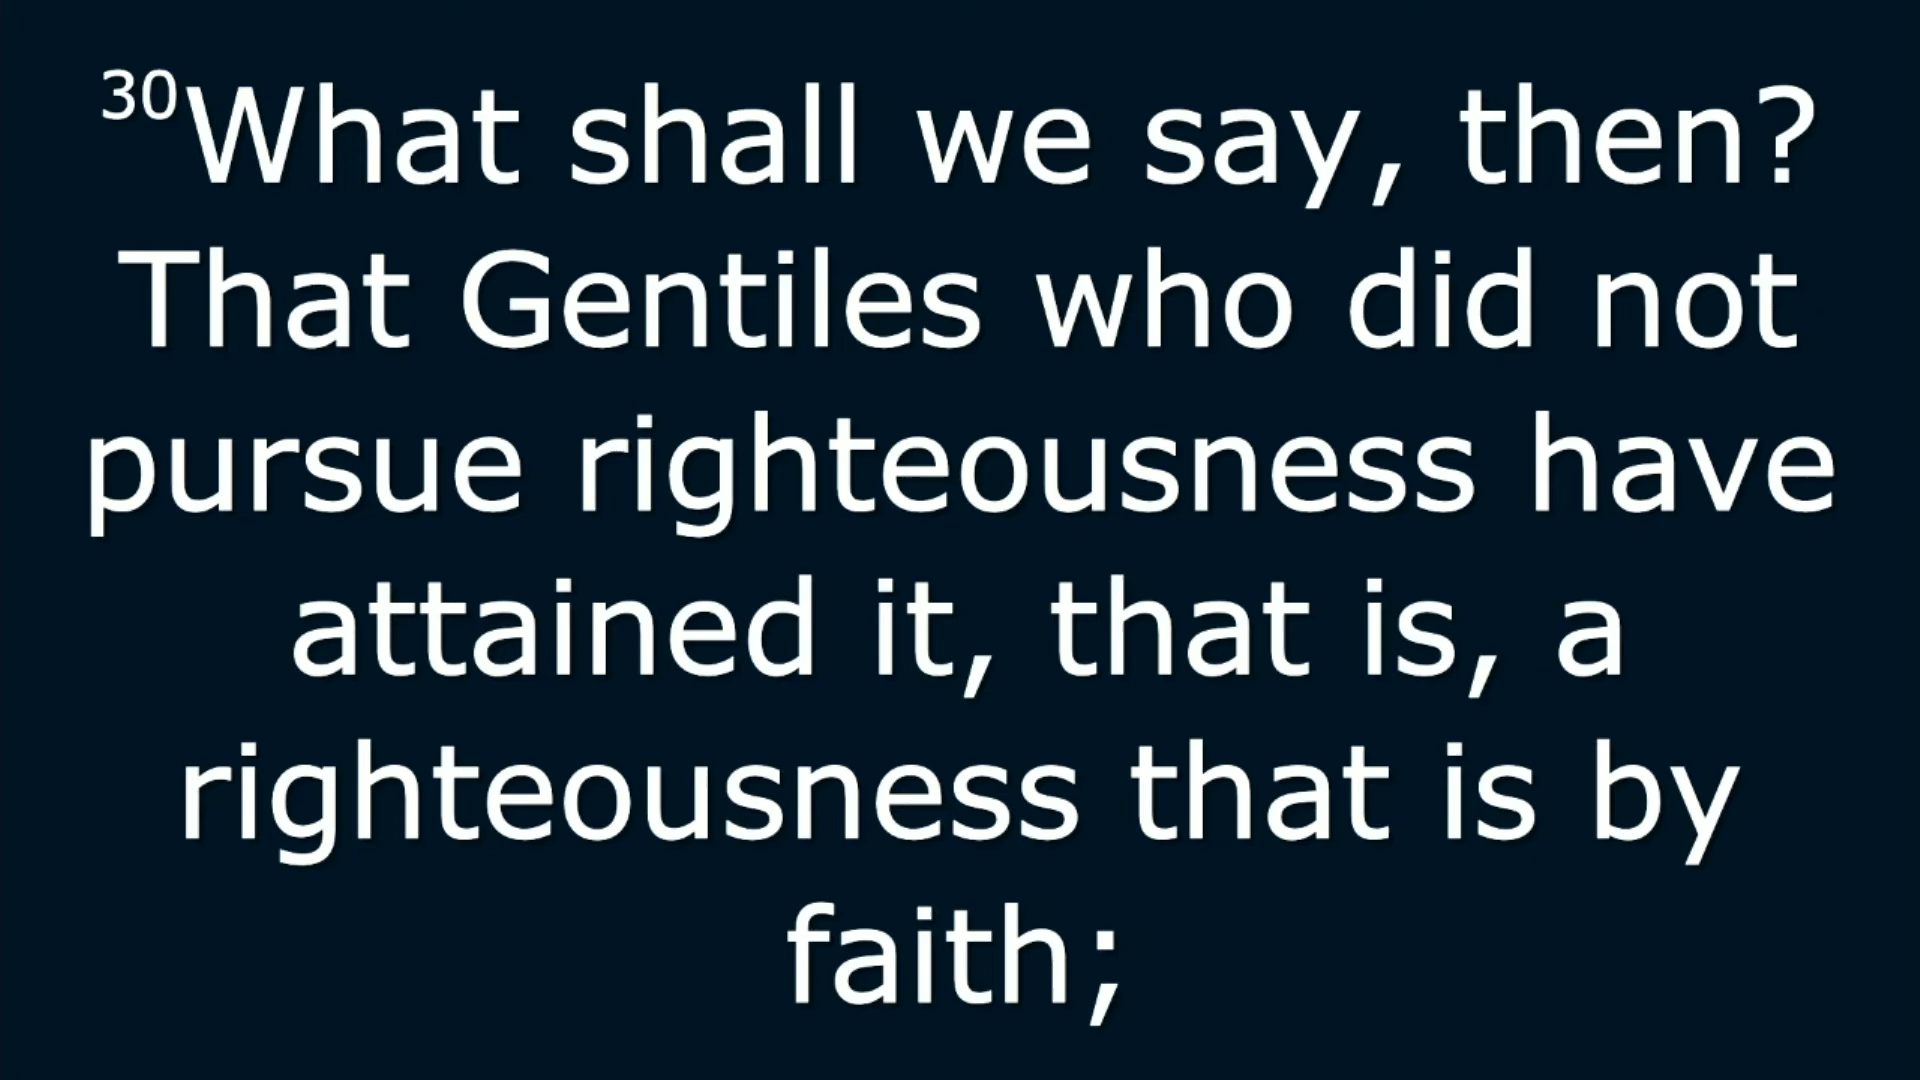 30What shall we say, then?
That Gentiles who did not
pursue righteousness have
attained it, that is, a
righteousness that is by
faith;